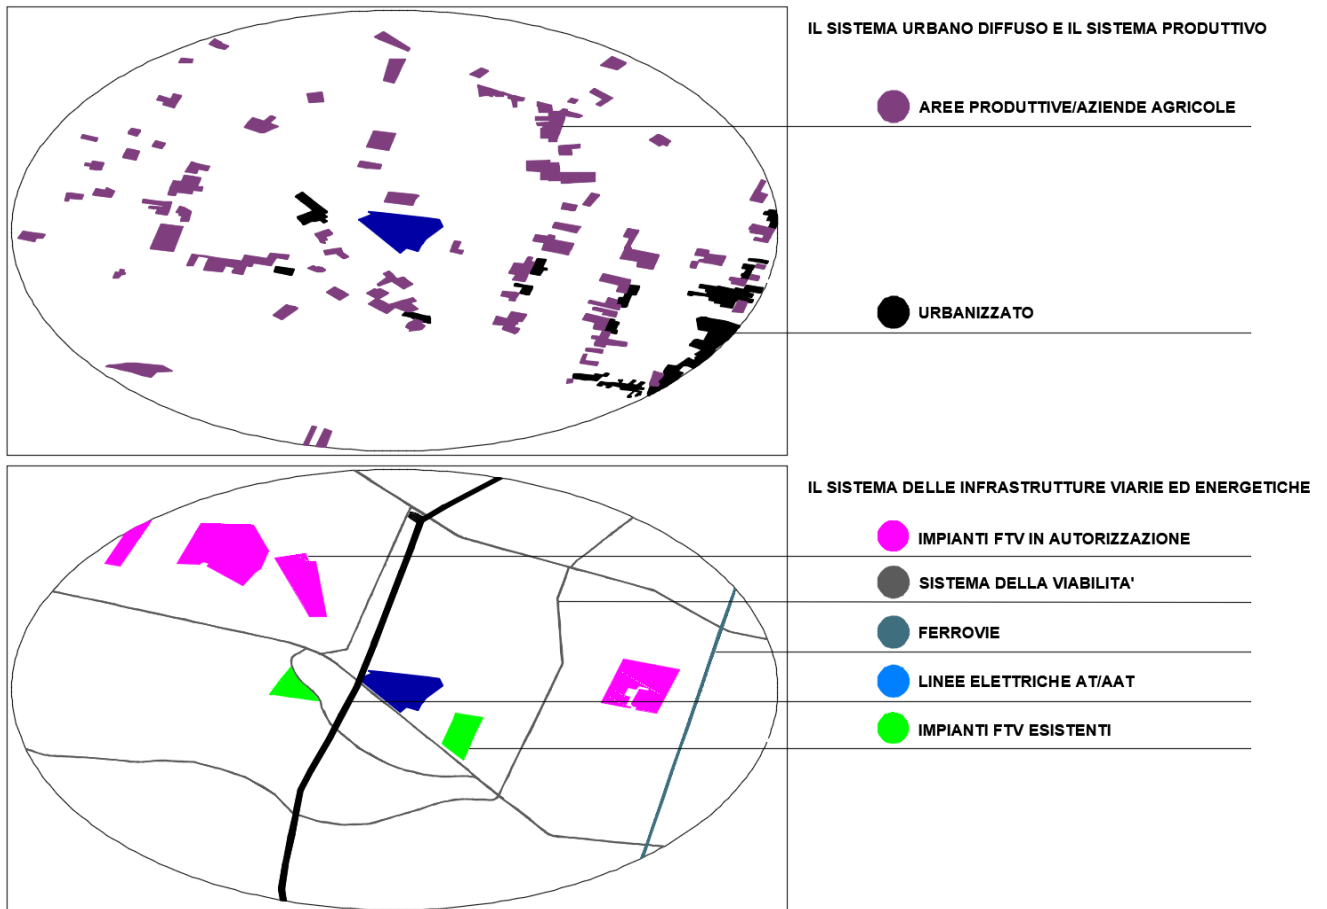 IL SISTEMA URBANO DIFFUSO E IL SISTEMA PRODUTTIVO
AREE PRODUTTIVE/AZIENDE AGRICOLE
URBANIZZATO
IL SISTEMA DELLE INFRASTRUTTURE VIARIE ED ENERGETICHE
IMPIANTI FTV IN AUTORIZZAZIONE
SISTEMA DELLA VIABILITA'
FERROVIE
LINEE ELETTRICHE AT/AAT
IMPIANTI FTV ESISTENTI